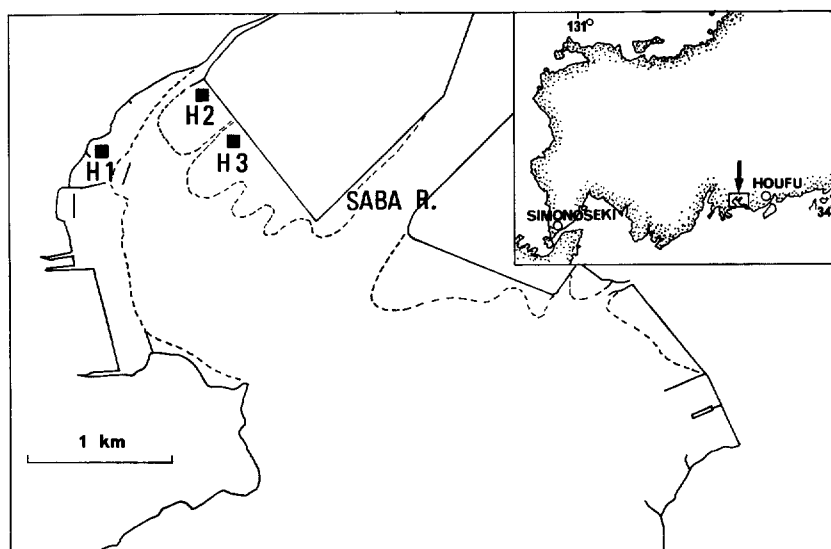 H2
H1
H3
SABA R.
1 km
131°
HOUFU
SIMONOSEKI
34°